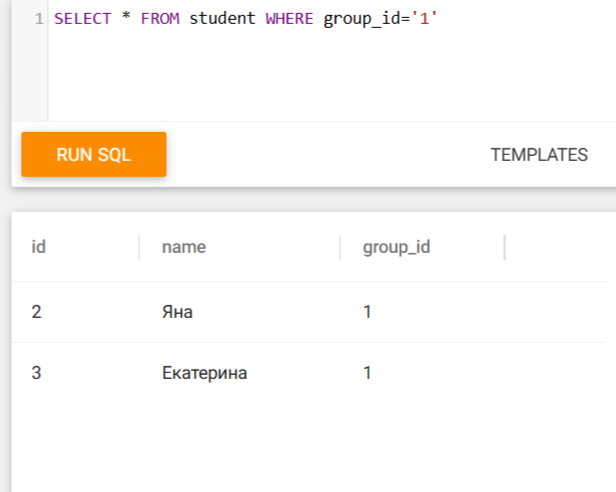 1 SELECT * FROM student WHERE group_id='1'
RUN SQL TEMPLATES
id name group_id
2 Яна 1
3 Екатерина 1